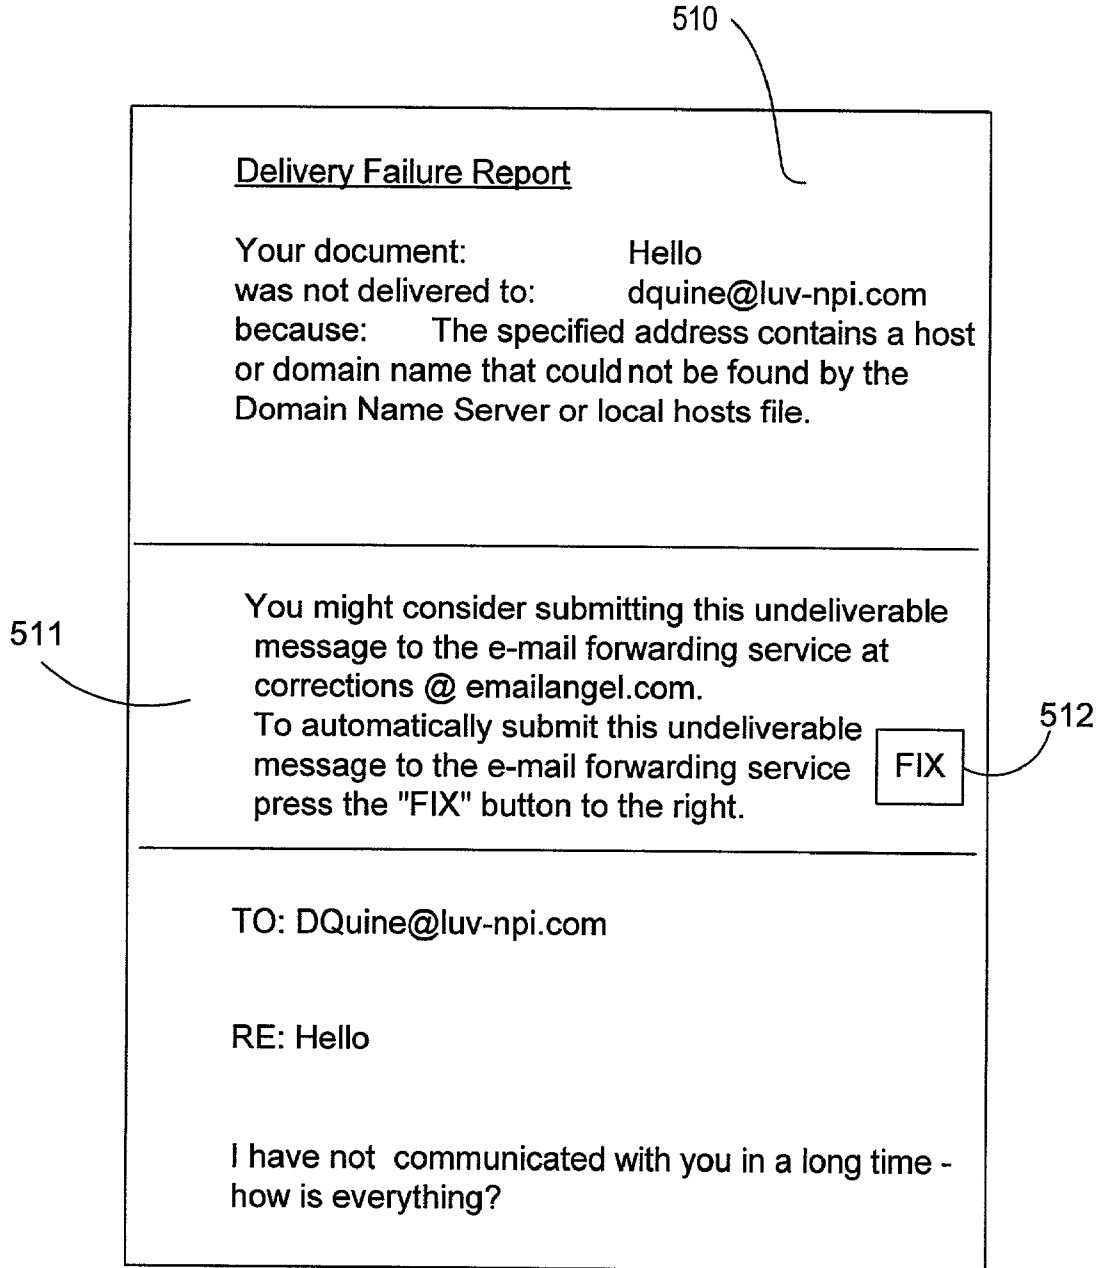 510
Delivery Failure Report
Your document: Hello
was not delivered to: dquine@luv-npi.com
because: The specified address contains a host
or domain name that could not be found by the
Domain Name Server or local hosts file.
511
You might consider submitting this undeliverable
message to the e-mail forwarding service at
corrections @ emailangel.com.
To automatically submit this undeliverable
message to the e-mail forwarding service
press the "FIX" button to the right.
FIX
512
TO: DQuine@luv-npi.com
RE: Hello
I have not communicated with you in a long time -
how is everything?